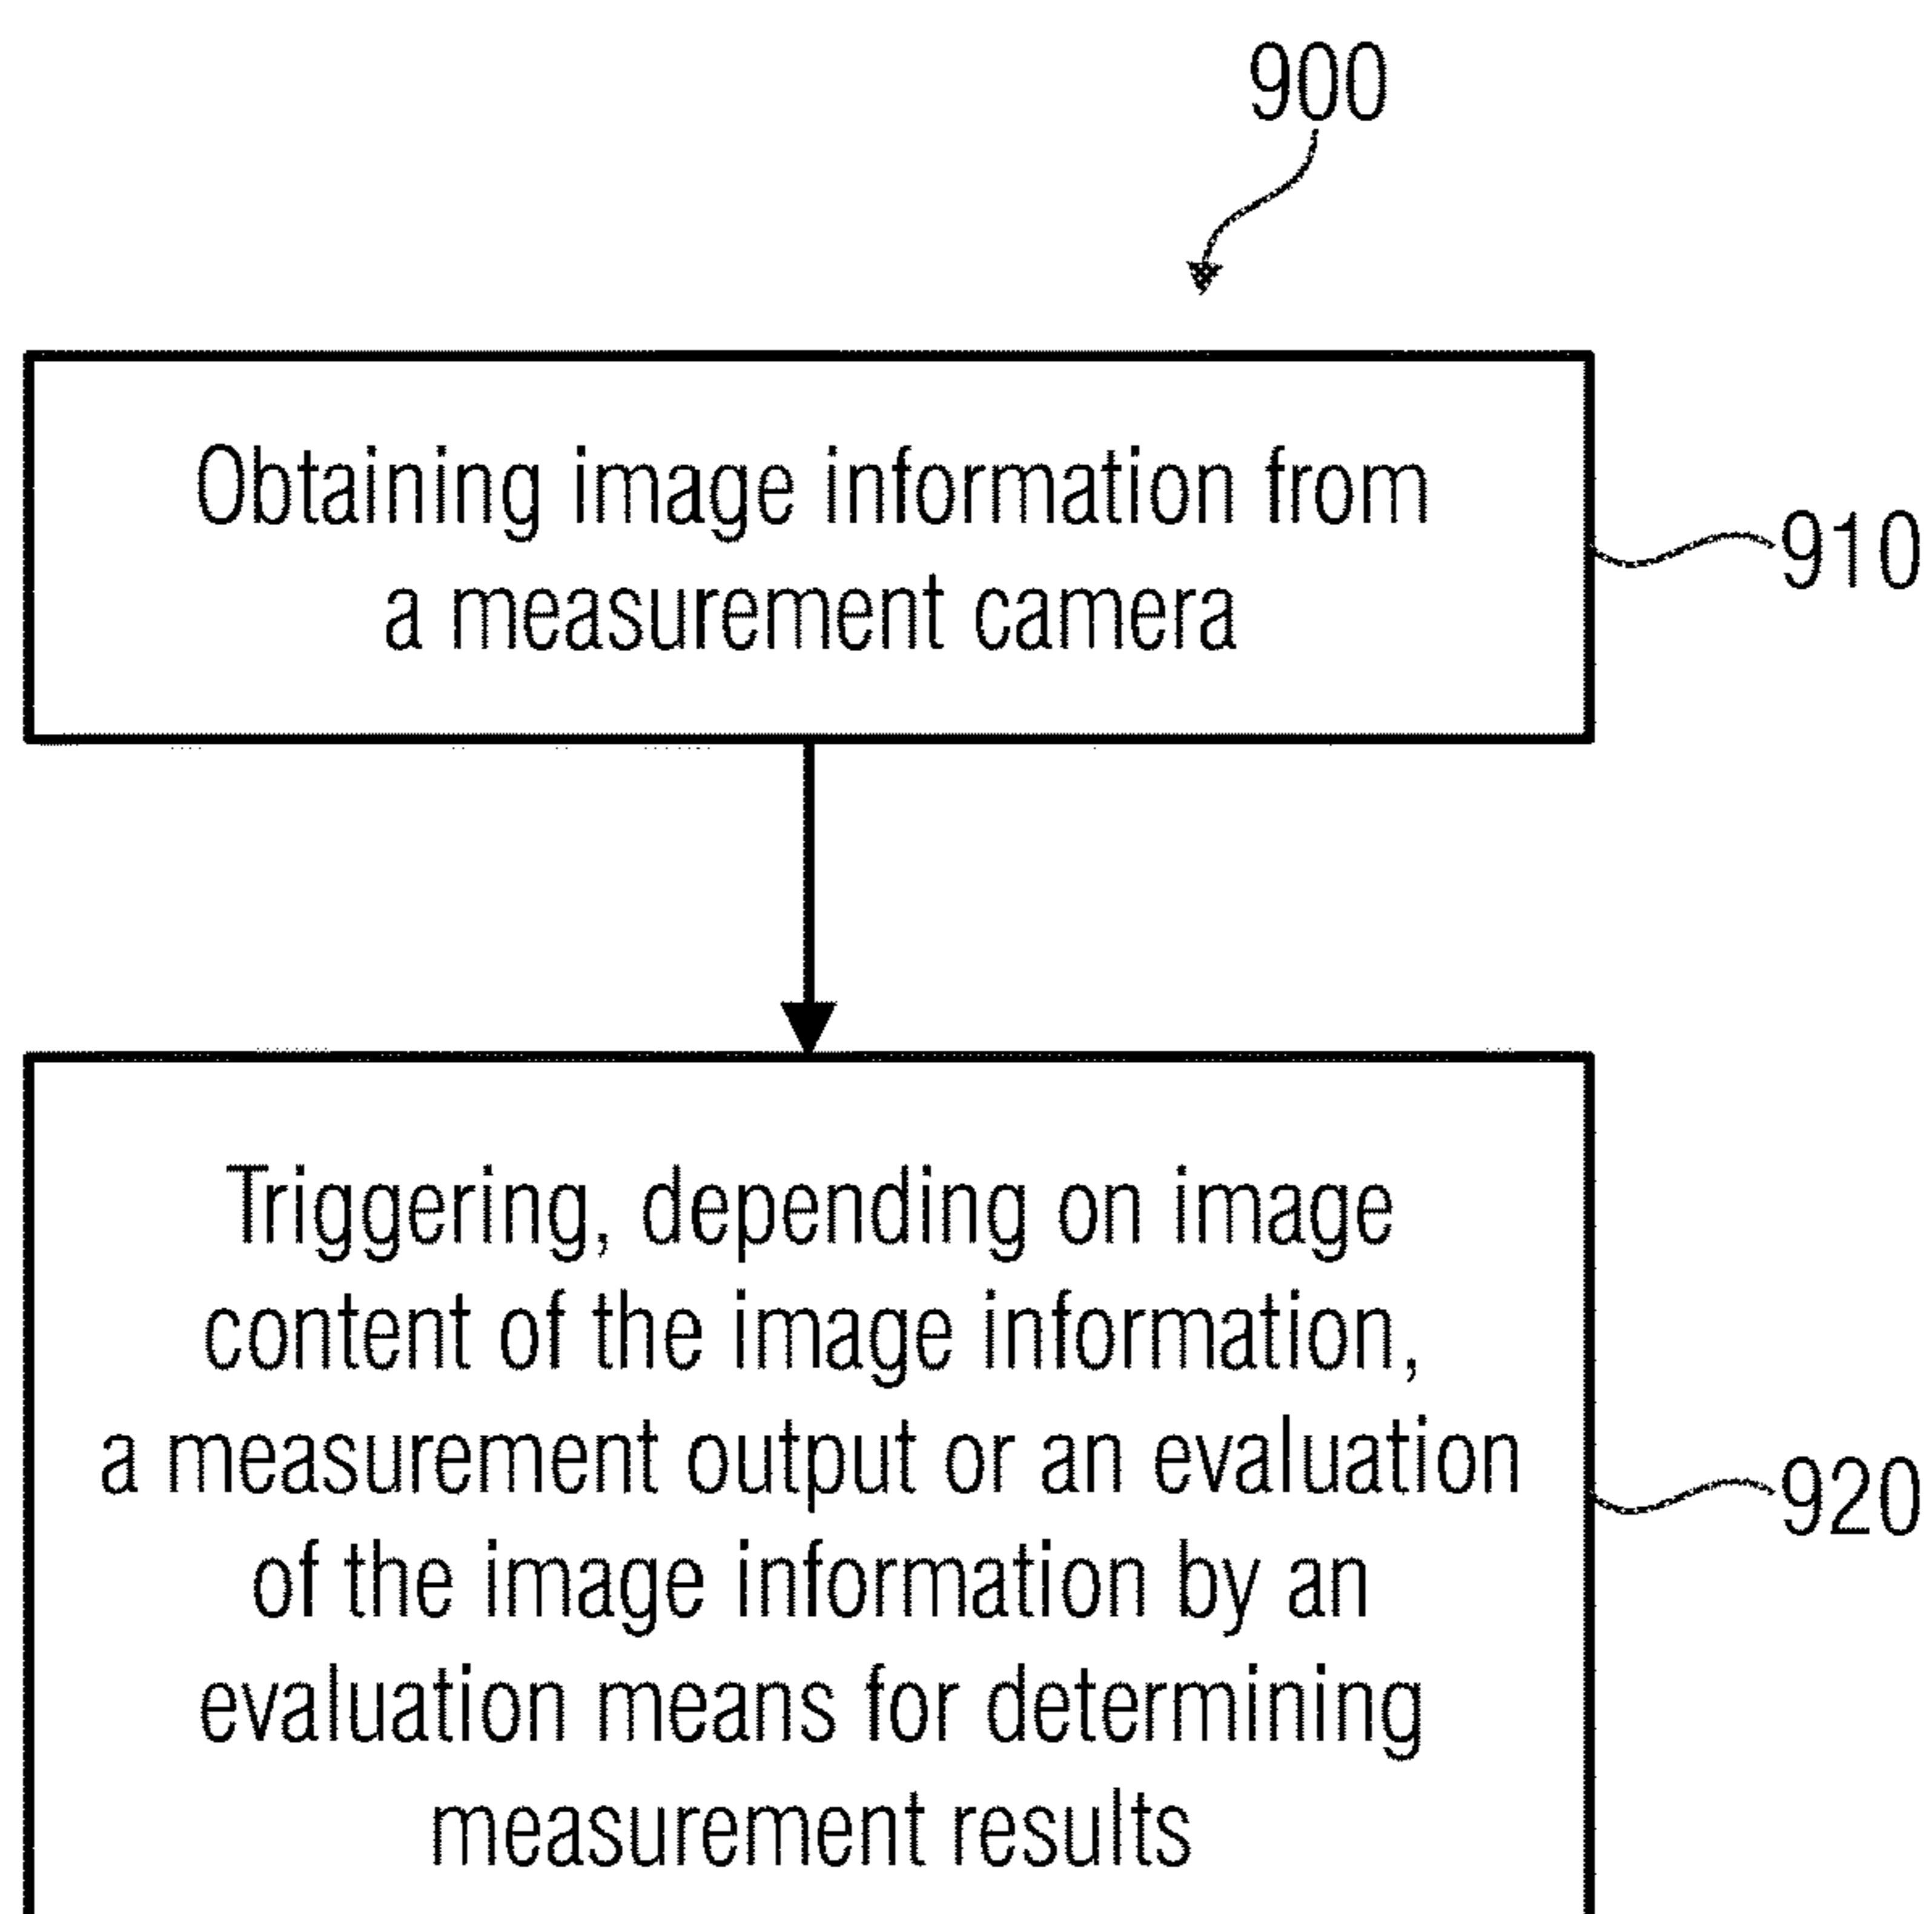 900
Obtaining image information from
a measurement camera
910
Triggering, depending on image
content of the image information,
a measurement output or an evaluation
of the image information by an
evaluation means for determining
measurement results
920